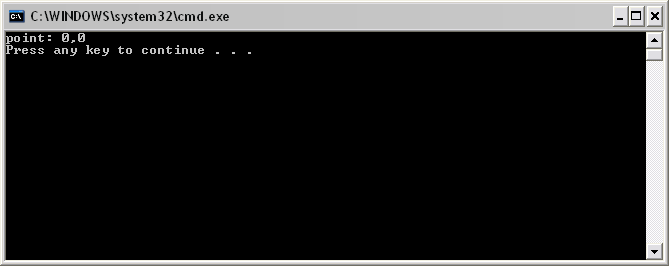 C:\WINDOWS\system32\cmd.exe
point: 0,0
Press any key to continue . . .